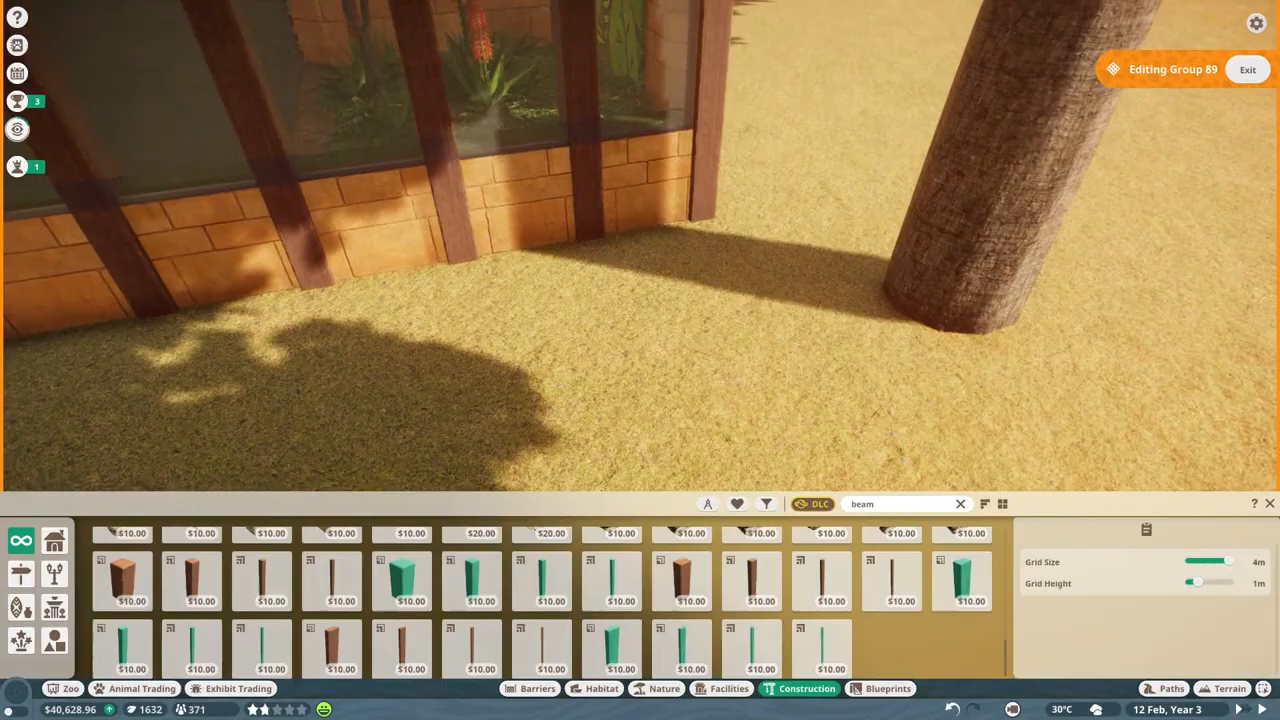 ?
3
1
Editing Group 89
Exit
DLC
beam
?
$10.00 $10.00 $10.00 $10.00 $10.00 $20.00 $20.00 $10.00 $10.00 $10.00 $10.00 $10.00 $10.00
$10.00 $10.00 $10.00 $10.00 $10.00 $10.00 $10.00 $10.00 $10.00 $10.00 $10.00 $10.00 $10.00
$10.00 $10.00 $10.00 $10.00 $10.00 $10.00 $10.00 $10.00 $10.00 $10.00 $10.00
Grid Size 4m
Grid Height 1m
Zoo Animal Trading Exhibit Trading Barriers Habitat Nature Facilities Construction Blueprints Paths Terrain
$40,628.96 1632 371 30°C 12 Feb, Year 3